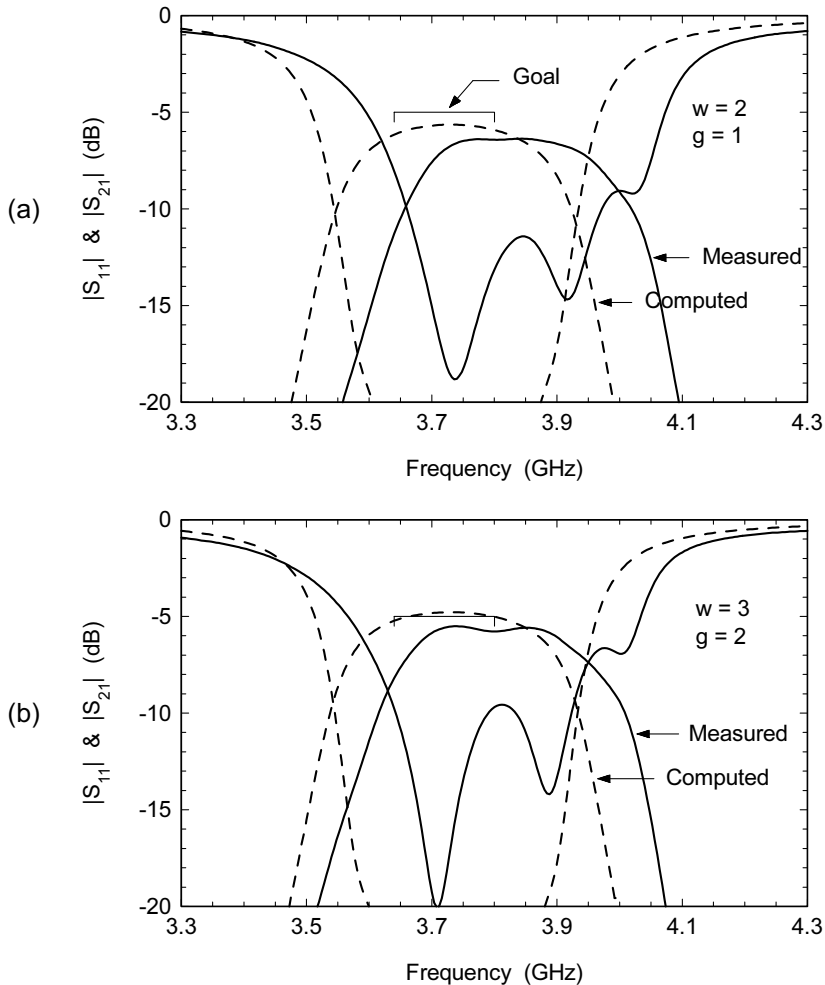 (a)
|S11| & |S21| (dB)
0
-5
-10
-15
-20
Goal
w = 2
g = 1
Measured
Computed
3.3 3.5 3.7 3.9 4.1 4.3
Frequency (GHz)
(b)
|S11| & |S21| (dB)
0
-5
-10
-15
-20
w = 3
g = 2
Measured
Computed
3.3 3.5 3.7 3.9 4.1 4.3
Frequency (GHz)